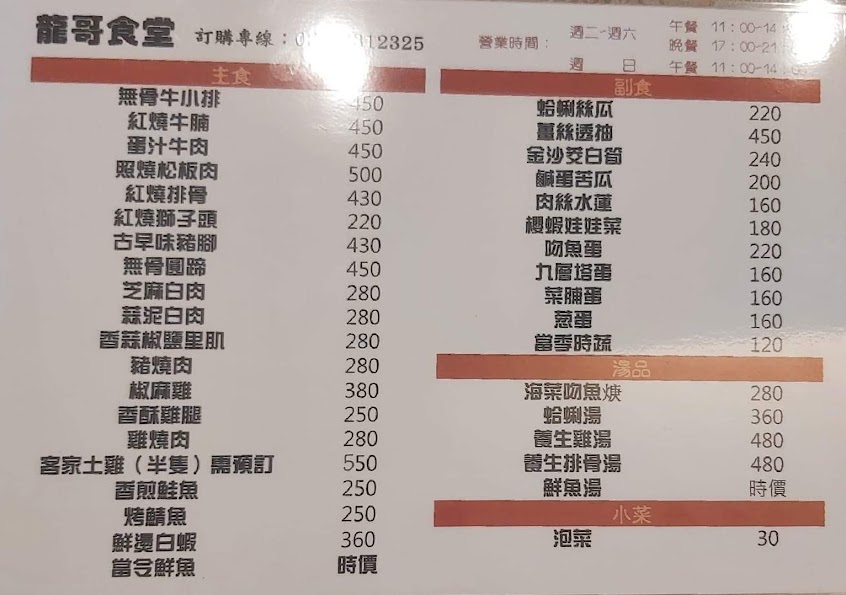 龍哥食堂 訂購專線：0 12325
營業時間： 週二~週六 午餐 11：00-14
晚餐 17：00-21
週 日 午餐 11：00-14
主食
無骨牛小排 450
紅燒牛腩 450
蛋汁牛肉 450
照燒松板肉 500
紅燒排骨 430
紅燒獅子頭 220
古早味豬腳 430
無骨圓蹄 450
芝麻白肉 280
蒜泥白肉 280
香蒜椒鹽里肌 280
豬燒肉 280
椒麻雞 380
香酥雞腿 250
雞燒肉 280
客家土雞（半隻）需預訂 550
香煎鮭魚 250
烤鯖魚 250
鮮燙白蝦 360
當令鮮魚 時價
副食
蛤蜊絲瓜 220
薑絲透抽 450
金沙茭白筍 240
鹹蛋苦瓜 200
肉絲水蓮 160
櫻蝦娃娃菜 180
吻魚蛋 220
九層塔蛋 160
菜脯蛋 160
蔥蛋 160
當季時蔬 120
湯品
海菜吻魚焿 280
蛤蜊湯 360
養生雞湯 480
養生排骨湯 480
鮮魚湯 時價
小菜
泡菜 30